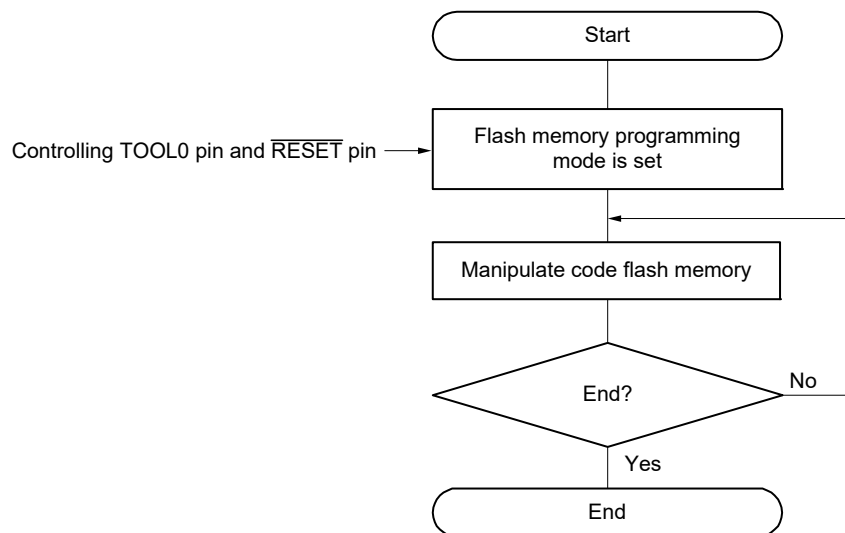 Start
Controlling TOOL0 pin and RESET pin
Flash memory programming
mode is set
Manipulate code flash memory
End?
No
Yes
End